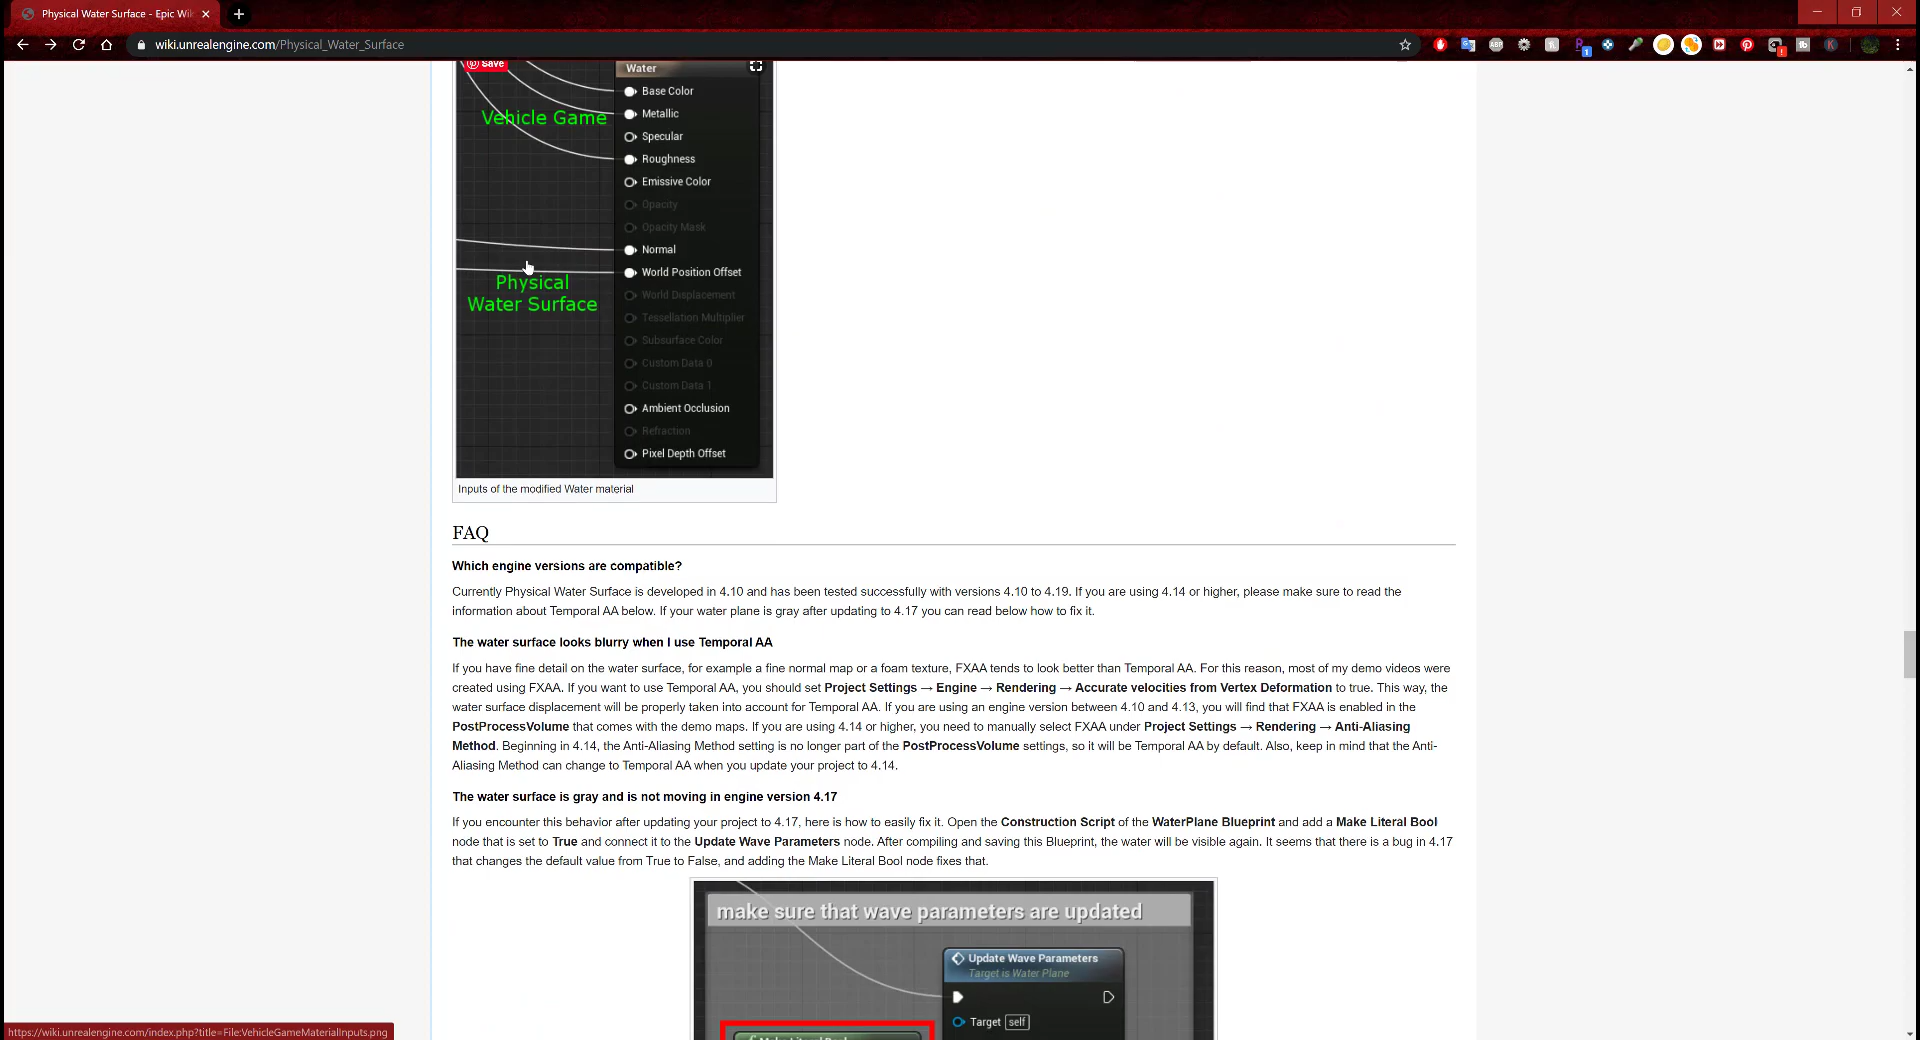 Physical Water Surface - Epic Wik
wiki.unrealengine.com/Physical_Water_Surface
Save
Water
Base Color
Vehicle Game
Metallic
Specular
Roughness
Emissive Color
Opacity
Opacity Mask
Normal
World Position Offset
Physical
Water Surface
World Displacement
Tessellation Multiplier
Subsurface Color
Custom Data 0
Custom Data 1
Ambient Occlusion
Refraction
Pixel Depth Offset
Inputs of the modified Water material
FAQ
Which engine versions are compatible?
Currently Physical Water Surface is developed in 4.10 and has been tested successfully with versions 4.10 to 4.19. If you are using 4.14 or higher, please make sure to read the
information about Temporal AA below. If your water plane is gray after updating to 4.17 you can read below how to fix it.
The water surface looks blurry when I use Temporal AA
If you have fine detail on the water surface, for example a fine normal map or a foam texture, FXAA tends to look better than Temporal AA. For this reason, most of my demo videos were
created using FXAA. If you want to use Temporal AA, you should set Project Settings → Engine → Rendering → Accurate velocities from Vertex Deformation to true. This way, the
water surface displacement will be properly taken into account for Temporal AA. If you are using an engine version between 4.10 and 4.13, you will find that FXAA is enabled in the
PostProcessVolume that comes with the demo maps. If you are using 4.14 or higher, you need to manually select FXAA under Project Settings → Rendering → Anti-Aliasing
Method. Beginning in 4.14, the Anti-Aliasing Method setting is no longer part of the PostProcessVolume settings, so it will be Temporal AA by default. Also, keep in mind that the Anti-
Aliasing Method can change to Temporal AA when you update your project to 4.14.
The water surface is gray and is not moving in engine version 4.17
If you encounter this behavior after updating your project to 4.17, here is how to easily fix it. Open the Construction Script of the WaterPlane Blueprint and add a Make Literal Bool
node that is set to True and connect it to the Update Wave Parameters node. After compiling and saving this Blueprint, the water will be visible again. It seems that there is a bug in 4.17
that changes the default value from True to False, and adding the Make Literal Bool node fixes that.
make sure that wave parameters are updated
Update Wave Parameters
Target is Water Plane
Target self
https://wiki.unrealengine.com/index.php?title=File:VehicleGameMaterialInputs.png